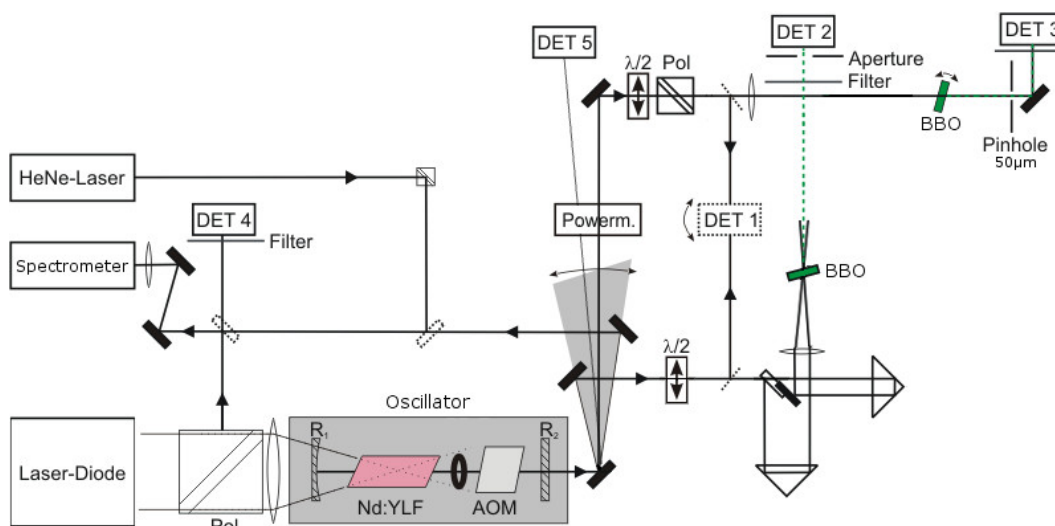 DET 5
DET 2
DET 3
λ/2
Pol
Aperture
Filter
BBO
Pinhole
50µm
HeNe-Laser
DET 4
Filter
Powerm.
DET 1
Spectrometer
BBO
λ/2
Oscillator
R₁
R₂
Laser-Diode
Nd:YLF
AOM
Pol